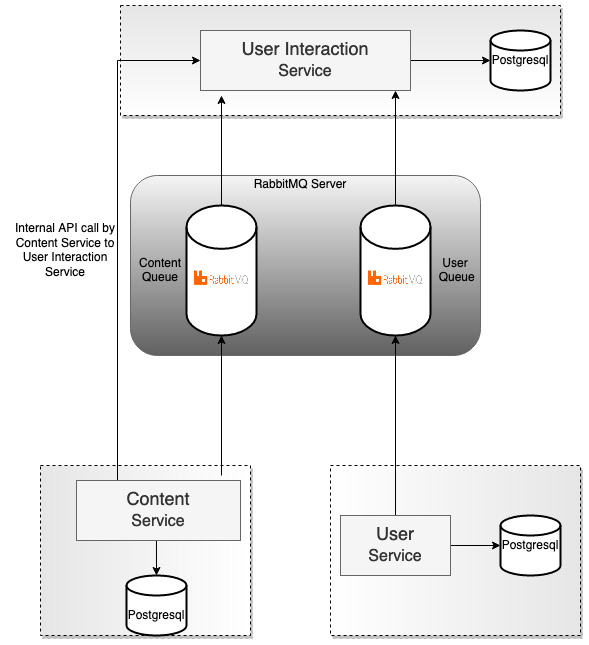 User Interaction
Service
Postgresql
RabbitMQ Server
Internal API call by
Content Service to
User Interaction
Service
Content
Queue
RabbitMQ
RabbitMQ
User
Queue
Content
Service
Postgresql
User
Service
Postgresql